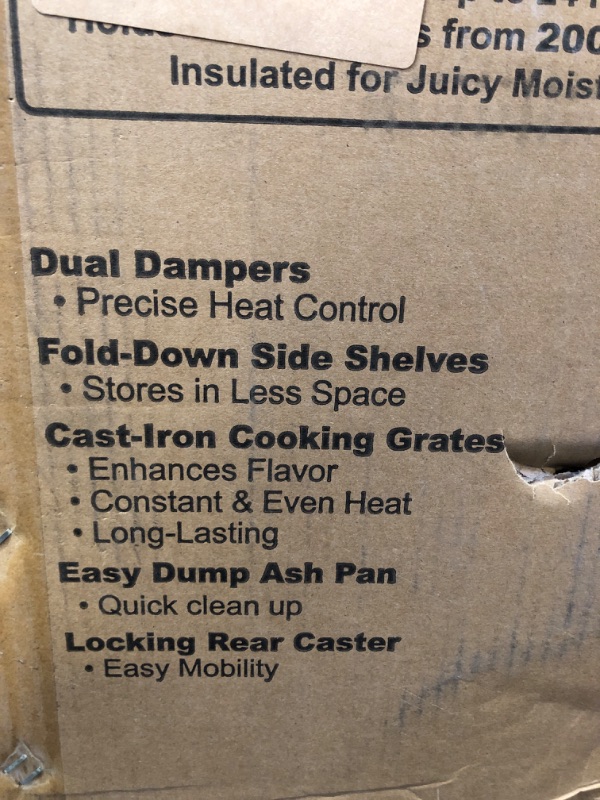 s from 200
Insulated for Juicy
Dual Dampers
• Precise Heat Control
Fold-Down Side Shelves
• Stores in Less Space
Cast-Iron Cooking Grates
• Enhances Flavor
• Constant & Even Heat
• Long-Lasting
Easy Dump Ash Pan
• Quick clean up
Locking Rear Caster
• Easy Mobility